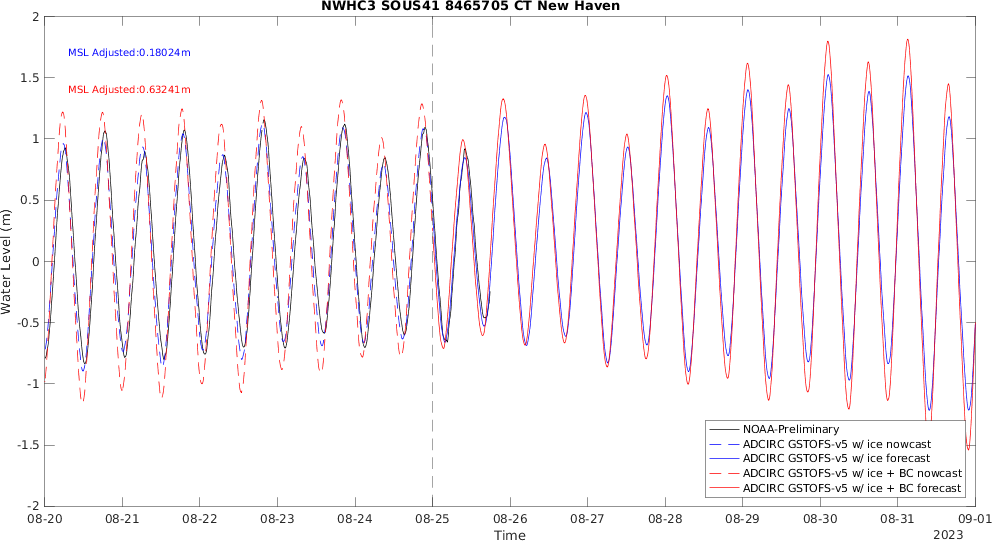 NWHC3 SOUS41 8465705 CT New Haven
2
1.5
1
0.5
0
-0.5
-1
-1.5
-2
Water Level (m)
MSL Adjusted:0.18024m
MSL Adjusted:0.63241m
NOAA-Preliminary
ADCIRC GSTOFS-v5 w/ ice nowcast
ADCIRC GSTOFS-v5 w/ ice forecast
ADCIRC GSTOFS-v5 w/ ice + BC nowcast
ADCIRC GSTOFS-v5 w/ ice + BC forecast
08-20 08-21 08-22 08-23 08-24 08-25 08-26 08-27 08-28 08-29 08-30 08-31 09-01
Time
2023